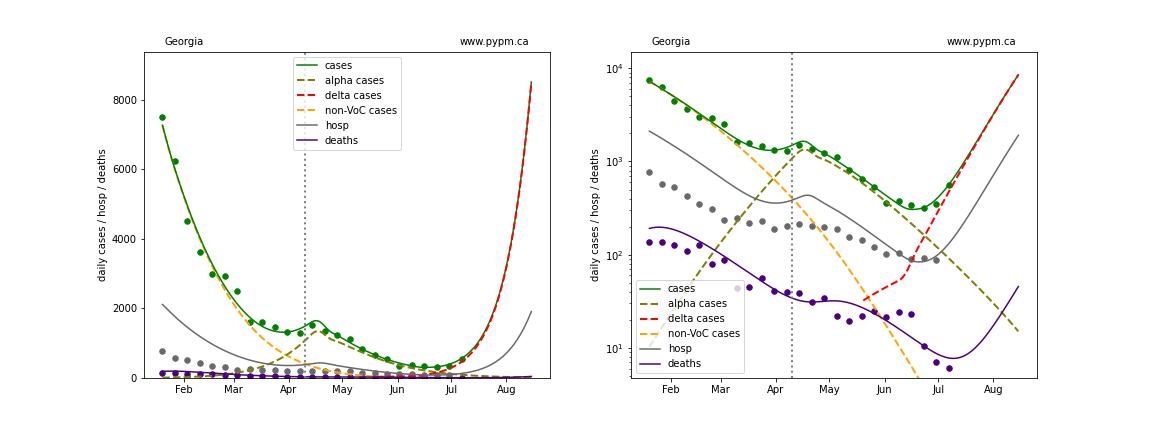 Georgia www.pypm.ca
daily cases / hosp / deaths
8000
6000
4000
2000
0
Feb Mar Apr May Jun Jul Aug
cases
alpha cases
delta cases
non-VoC cases
hosp
deaths
Georgia www.pypm.ca
daily cases / hosp / deaths
10⁴
10³
10²
10¹
Feb Mar Apr May Jun Jul Aug
cases
alpha cases
delta cases
non-VoC cases
hosp
deaths